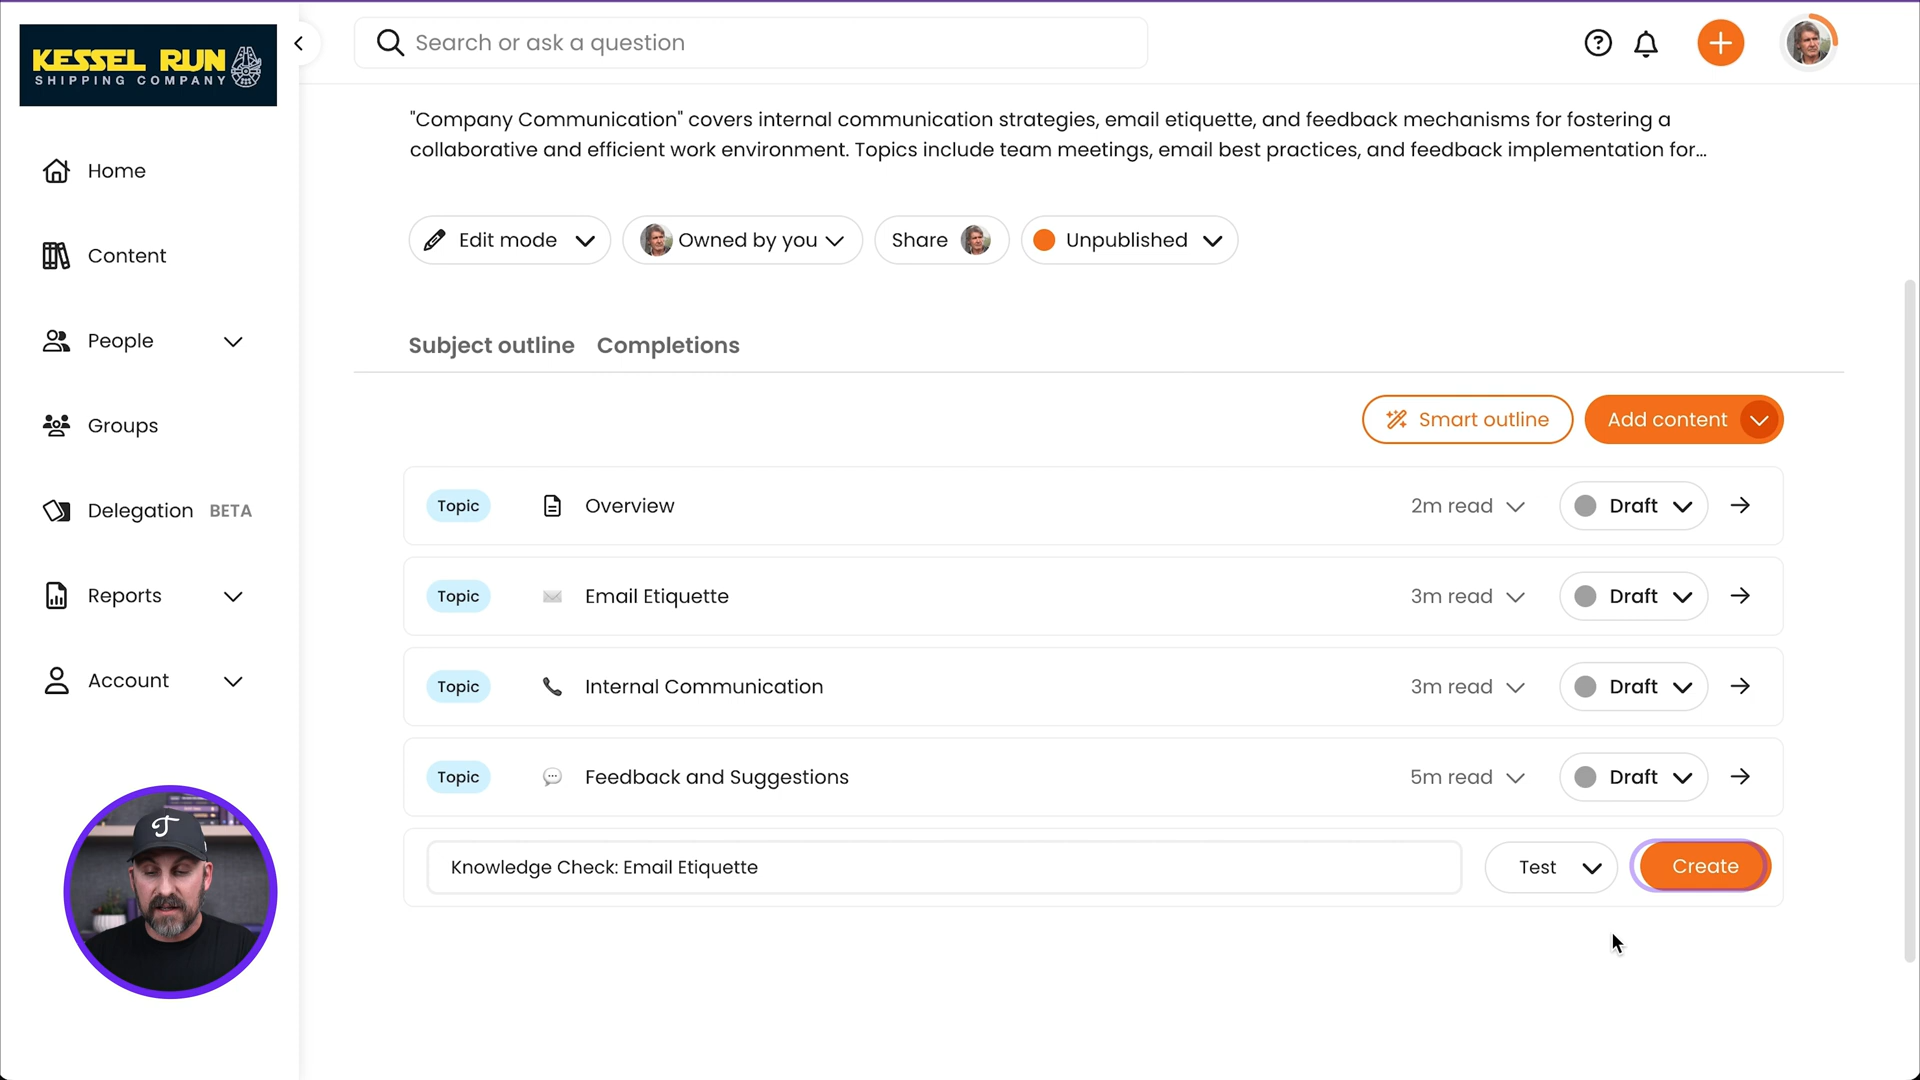 KESSEL RUN
SHIPPING COMPANY
Search or ask a question
Home
Content
People
Groups
Delegation BETA
Reports
Account
"Company Communication" covers internal communication strategies, email etiquette, and feedback mechanisms for fostering a
collaborative and efficient work environment. Topics include team meetings, email best practices, and feedback implementation for...
Edit mode
Owned by you
Share
Unpublished
Subject outline
Completions
Smart outline
Add content
Topic Overview 2m read Draft
Topic Email Etiquette 3m read Draft
Topic Internal Communication 3m read Draft
Topic Feedback and Suggestions 5m read Draft
Knowledge Check: Email Etiquette Test Create